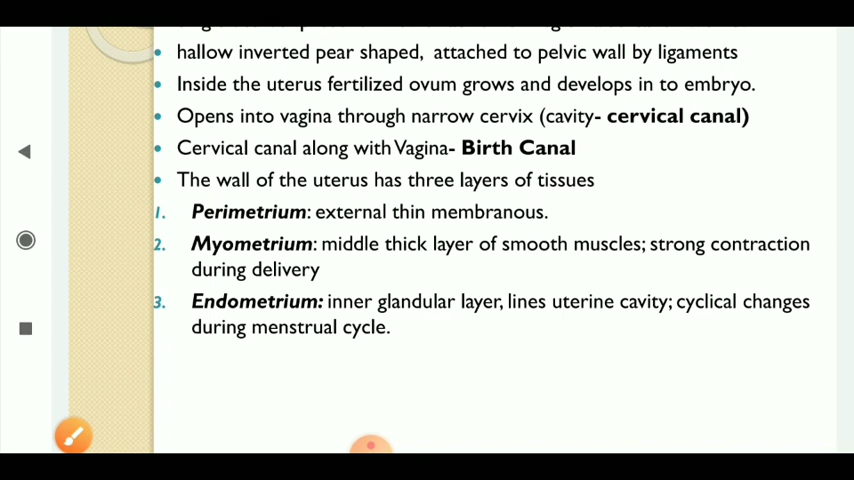 hallow inverted pear shaped, attached to pelvic wall by ligaments
Inside the uterus fertilized ovum grows and develops in to embryo.
Opens into vagina through narrow cervix (cavity- cervical canal)
Cervical canal along with Vagina- Birth Canal
The wall of the uterus has three layers of tissues
1. Perimetrium: external thin membranous.
2. Myometrium: middle thick layer of smooth muscles; strong contraction
during delivery
3. Endometrium: inner glandular layer, lines uterine cavity; cyclical changes
during menstrual cycle.